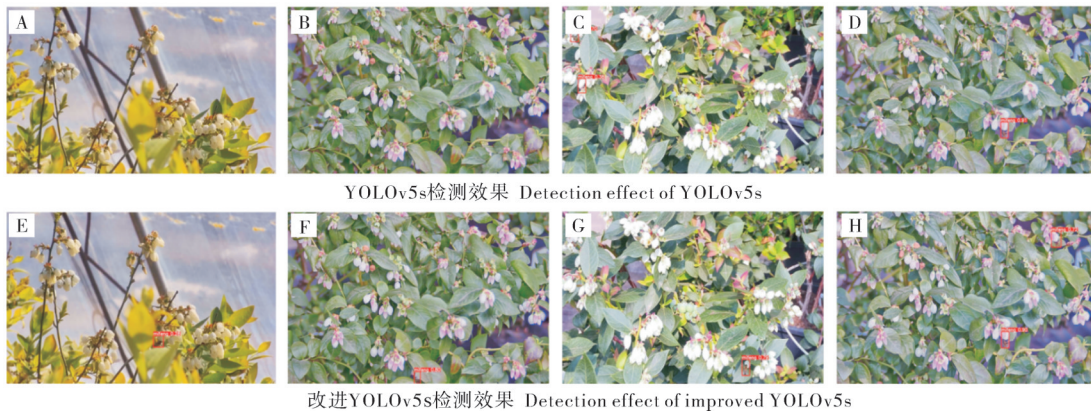 A
B
C
D
YOLOv5s检测效果 Detection effect of YOLOv5s
E
F
G
H
改进YOLOv5s检测效果 Detection effect of improved YOLOv5s